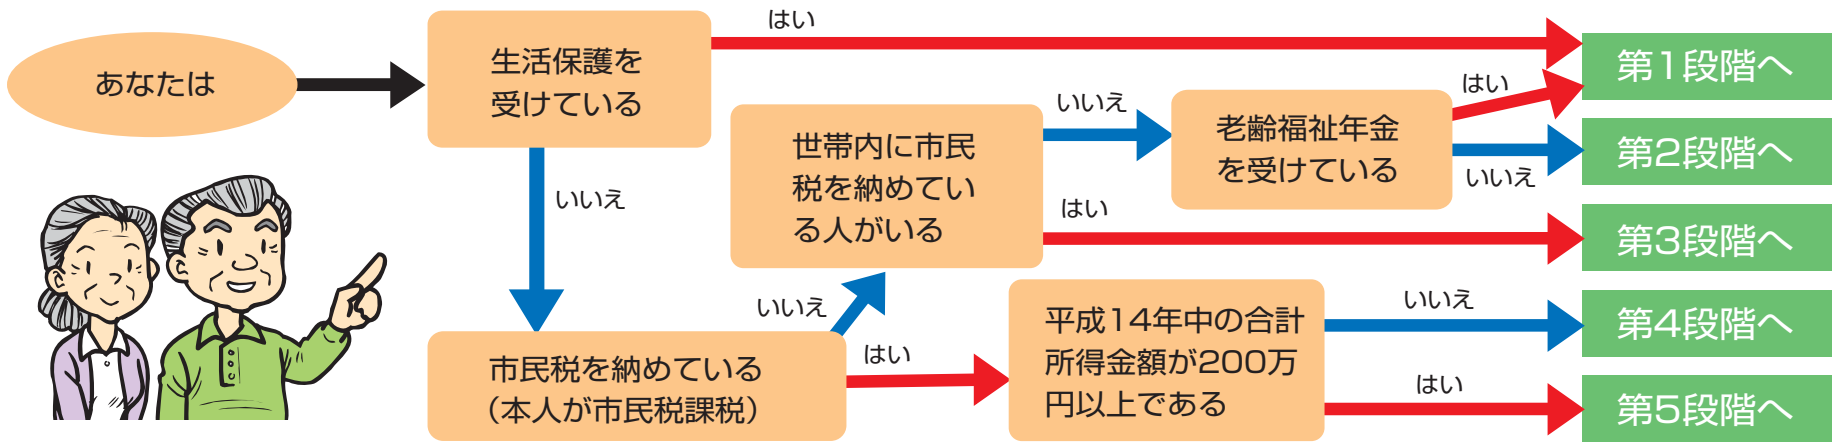 あなたは
生活保護を
受けている
はい
いいえ
市民税を納めている
(本人が市民税課税)
いいえ
はい
世帯内に市民
税を納めてい
る人がいる
いいえ
はい
老齢福祉年金
を受けている
はい
いいえ
平成14年中の合計
所得金額が200万
円以上である
いいえ
はい
第1段階へ
第2段階へ
第3段階へ
第4段階へ
第5段階へ